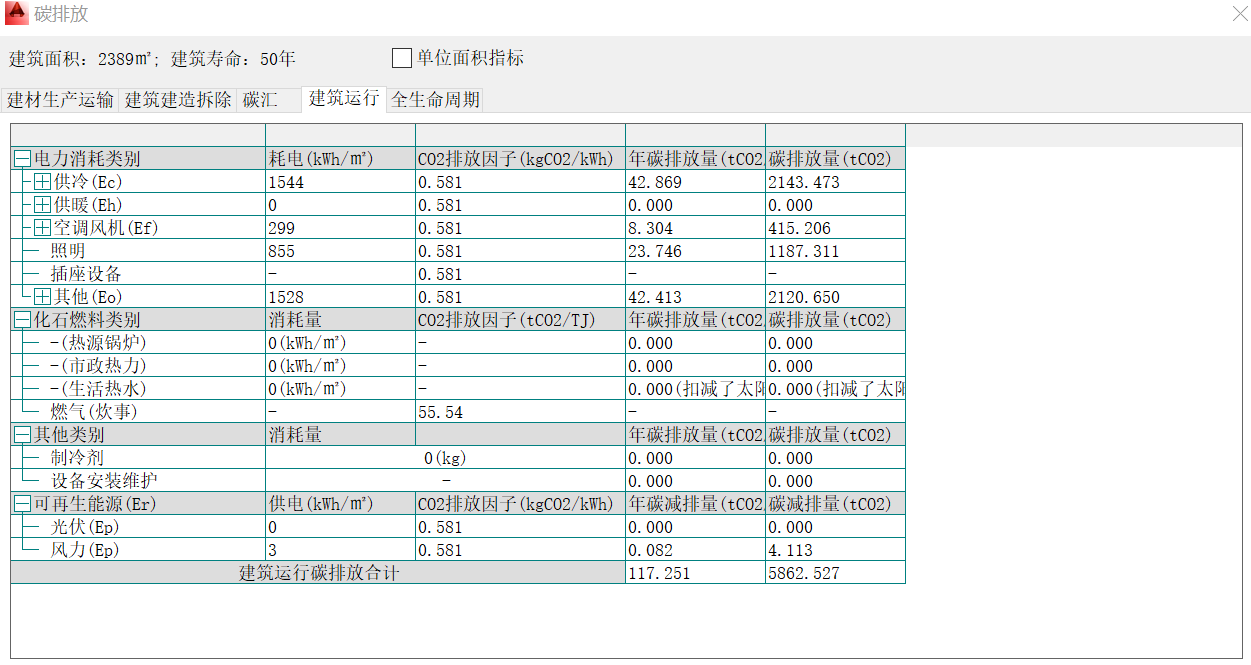 碳排放
建筑面积：2389㎡；建筑寿命：50年 单位面积指标
建材生产运输 建筑建造拆除 碳汇 建筑运行 全生命周期
电力消耗类别 耗电(kWh/㎡) CO2排放因子(kgCO2/kWh) 年碳排放量(tCO2 碳排放量(tCO2)
供冷(Ec) 1544 0.581 42.869 2143.473
供暖(Eh) 0 0.581 0.000 0.000
空调风机(Ef) 299 0.581 8.304 415.206
照明 855 0.581 23.746 1187.311
插座设备 - 0.581 - -
其他(Eo) 1528 0.581 42.413 2120.650
化石燃料类别 消耗量 CO2排放因子(tCO2/TJ) 年碳排放量(tCO2 碳排放量(tCO2)
-(热源锅炉) 0(kWh/㎡) - 0.000 0.000
-(市政热力) 0(kWh/㎡) - 0.000 0.000
-(生活热水) 0(kWh/㎡) - 0.000(扣减了太阳 0.000(扣减了太阳
燃气(炊事) - 55.54 - -
其他类别 消耗量 年碳排放量(tCO2 碳排放量(tCO2)
制冷剂 0(kg) 0.000 0.000
设备安装维护 - 0.000 0.000
可再生能源(Er) 供电(kWh/㎡) CO2排放因子(kgCO2/kWh) 年碳减排量(tCO2 碳减排量(tCO2)
光伏(Ep) 0 0.581 0.000 0.000
风力(Ep) 3 0.581 0.082 4.113
建筑运行碳排放合计 117.251 5862.527